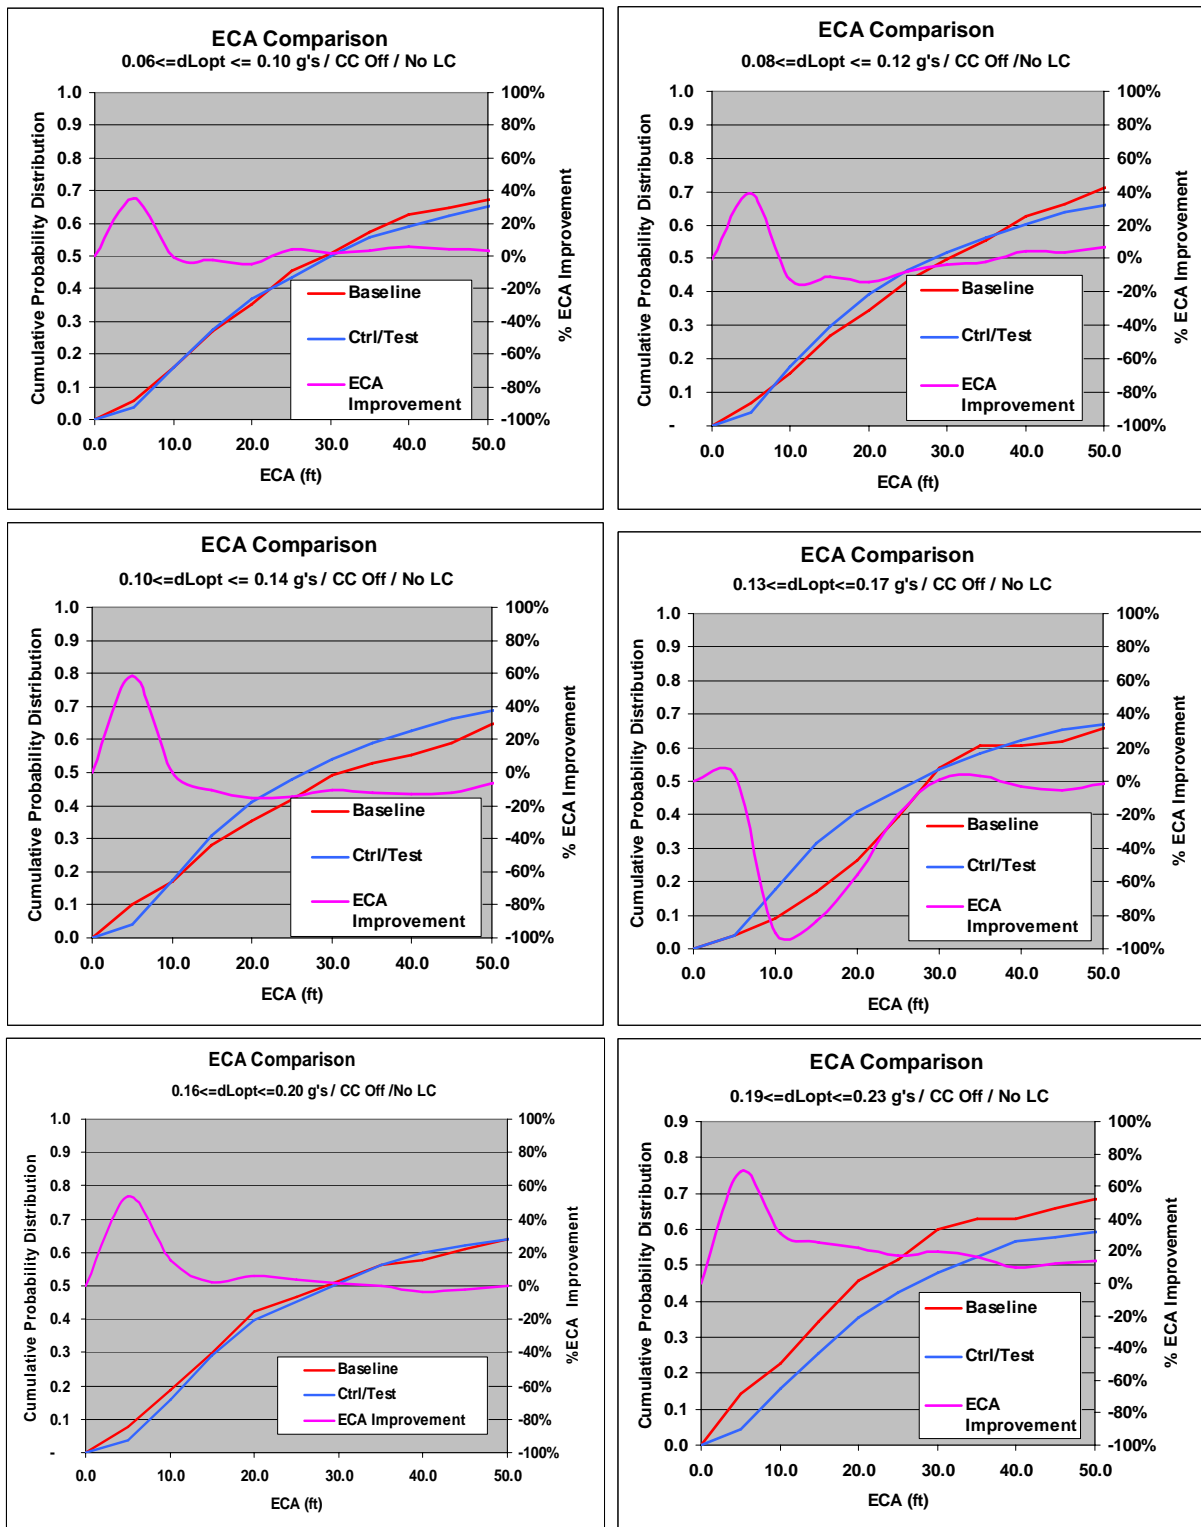 ECA Comparison
0.06<=dLopt <= 0.10 g's / CC Off / No LC
1.0
0.9
0.8
0.7
0.6
0.5
0.4
0.3
0.2
0.1
0.0
Cumulative Probability Distribution
100%
80%
60%
40%
20%
0%
-20%
-40%
-60%
-80%
-100%
% ECA Improvement
Baseline
Ctrl/Test
ECA
Improvement
0.0 10.0 20.0 30.0 40.0 50.0
ECA (ft)
ECA Comparison
0.08<=dLopt <= 0.12 g's / CC Off /No LC
1.0
0.9
0.8
0.7
0.6
0.5
0.4
0.3
0.2
0.1
-
Cumulative Probability Distribution
100%
80%
60%
40%
20%
0%
-20%
-40%
-60%
-80%
-100%
% ECA Improvement
Baseline
Ctrl/Test
ECA
Improvement
0.0 10.0 20.0 30.0 40.0 50.0
ECA (ft)
ECA Comparison
0.10<=dLopt <= 0.14 g's / CC Off / No LC
1.0
0.9
0.8
0.7
0.6
0.5
0.4
0.3
0.2
0.1
0.0
Cumulative Probability Distribution
100%
80%
60%
40%
20%
0%
-20%
-40%
-60%
-80%
-100%
% ECA Improvement
Baseline
Ctrl/Test
ECA
Improvement
0.0 10.0 20.0 30.0 40.0 50.0
ECA (ft)
ECA Comparison
0.13<=dLopt<=0.17 g's / CC Off / No LC
1.0
0.9
0.8
0.7
0.6
0.5
0.4
0.3
0.2
0.1
0.0
Cumulative Probability Distribution
100%
80%
60%
40%
20%
0%
-20%
-40%
-60%
-80%
-100%
% ECA Improvement
Baseline
Ctrl/Test
ECA
Improvement
0.0 10.0 20.0 30.0 40.0 50.0
ECA (ft)
ECA Comparison
0.16<=dLopt<=0.20 g's / CC Off /No LC
1.0
0.9
0.8
0.7
0.6
0.5
0.4
0.3
0.2
0.1
-
Cumulative Probability Distribution
100%
80%
60%
40%
20%
0%
-20%
-40%
-60%
-80%
-100%
%ECA Improvement
Baseline
Ctrl/Test
ECA Improvement
0.0 10.0 20.0 30.0 40.0 50.0
ECA (ft)
ECA Comparison
0.19<=dLopt<=0.23 g's / CC Off / No LC
0.9
0.8
0.7
0.6
0.5
0.4
0.3
0.2
0.1
0.0
Cumulative Probability Distribution
100%
80%
60%
40%
20%
0%
-20%
-40%
-60%
-80%
-100%
% ECA Improvement
Baseline
Ctrl/Test
ECA
Improvement
0.0 10.0 20.0 30.0 40.0 50.0
ECA (ft)